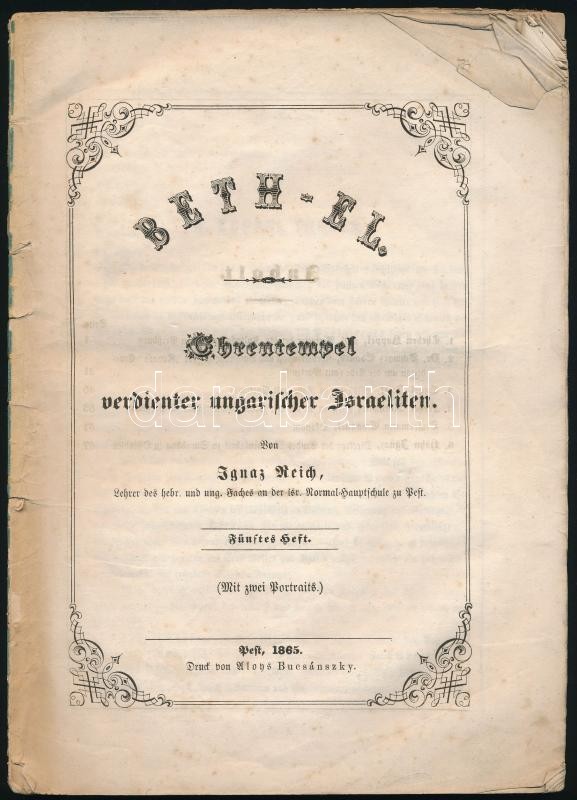 BETH-EL.
Ehrentempel
verdienter ungarischer Israeliten.
Von
Ignaz Reich,
Lehrer des hebr. und ung. Faches an der isr. Normal-Hauptschule zu Pest.
Fünftes Heft.
(Mit zwei Portraits.)
Pest, 1865.
Druck von Aloys Bucsánszky.
darabanth